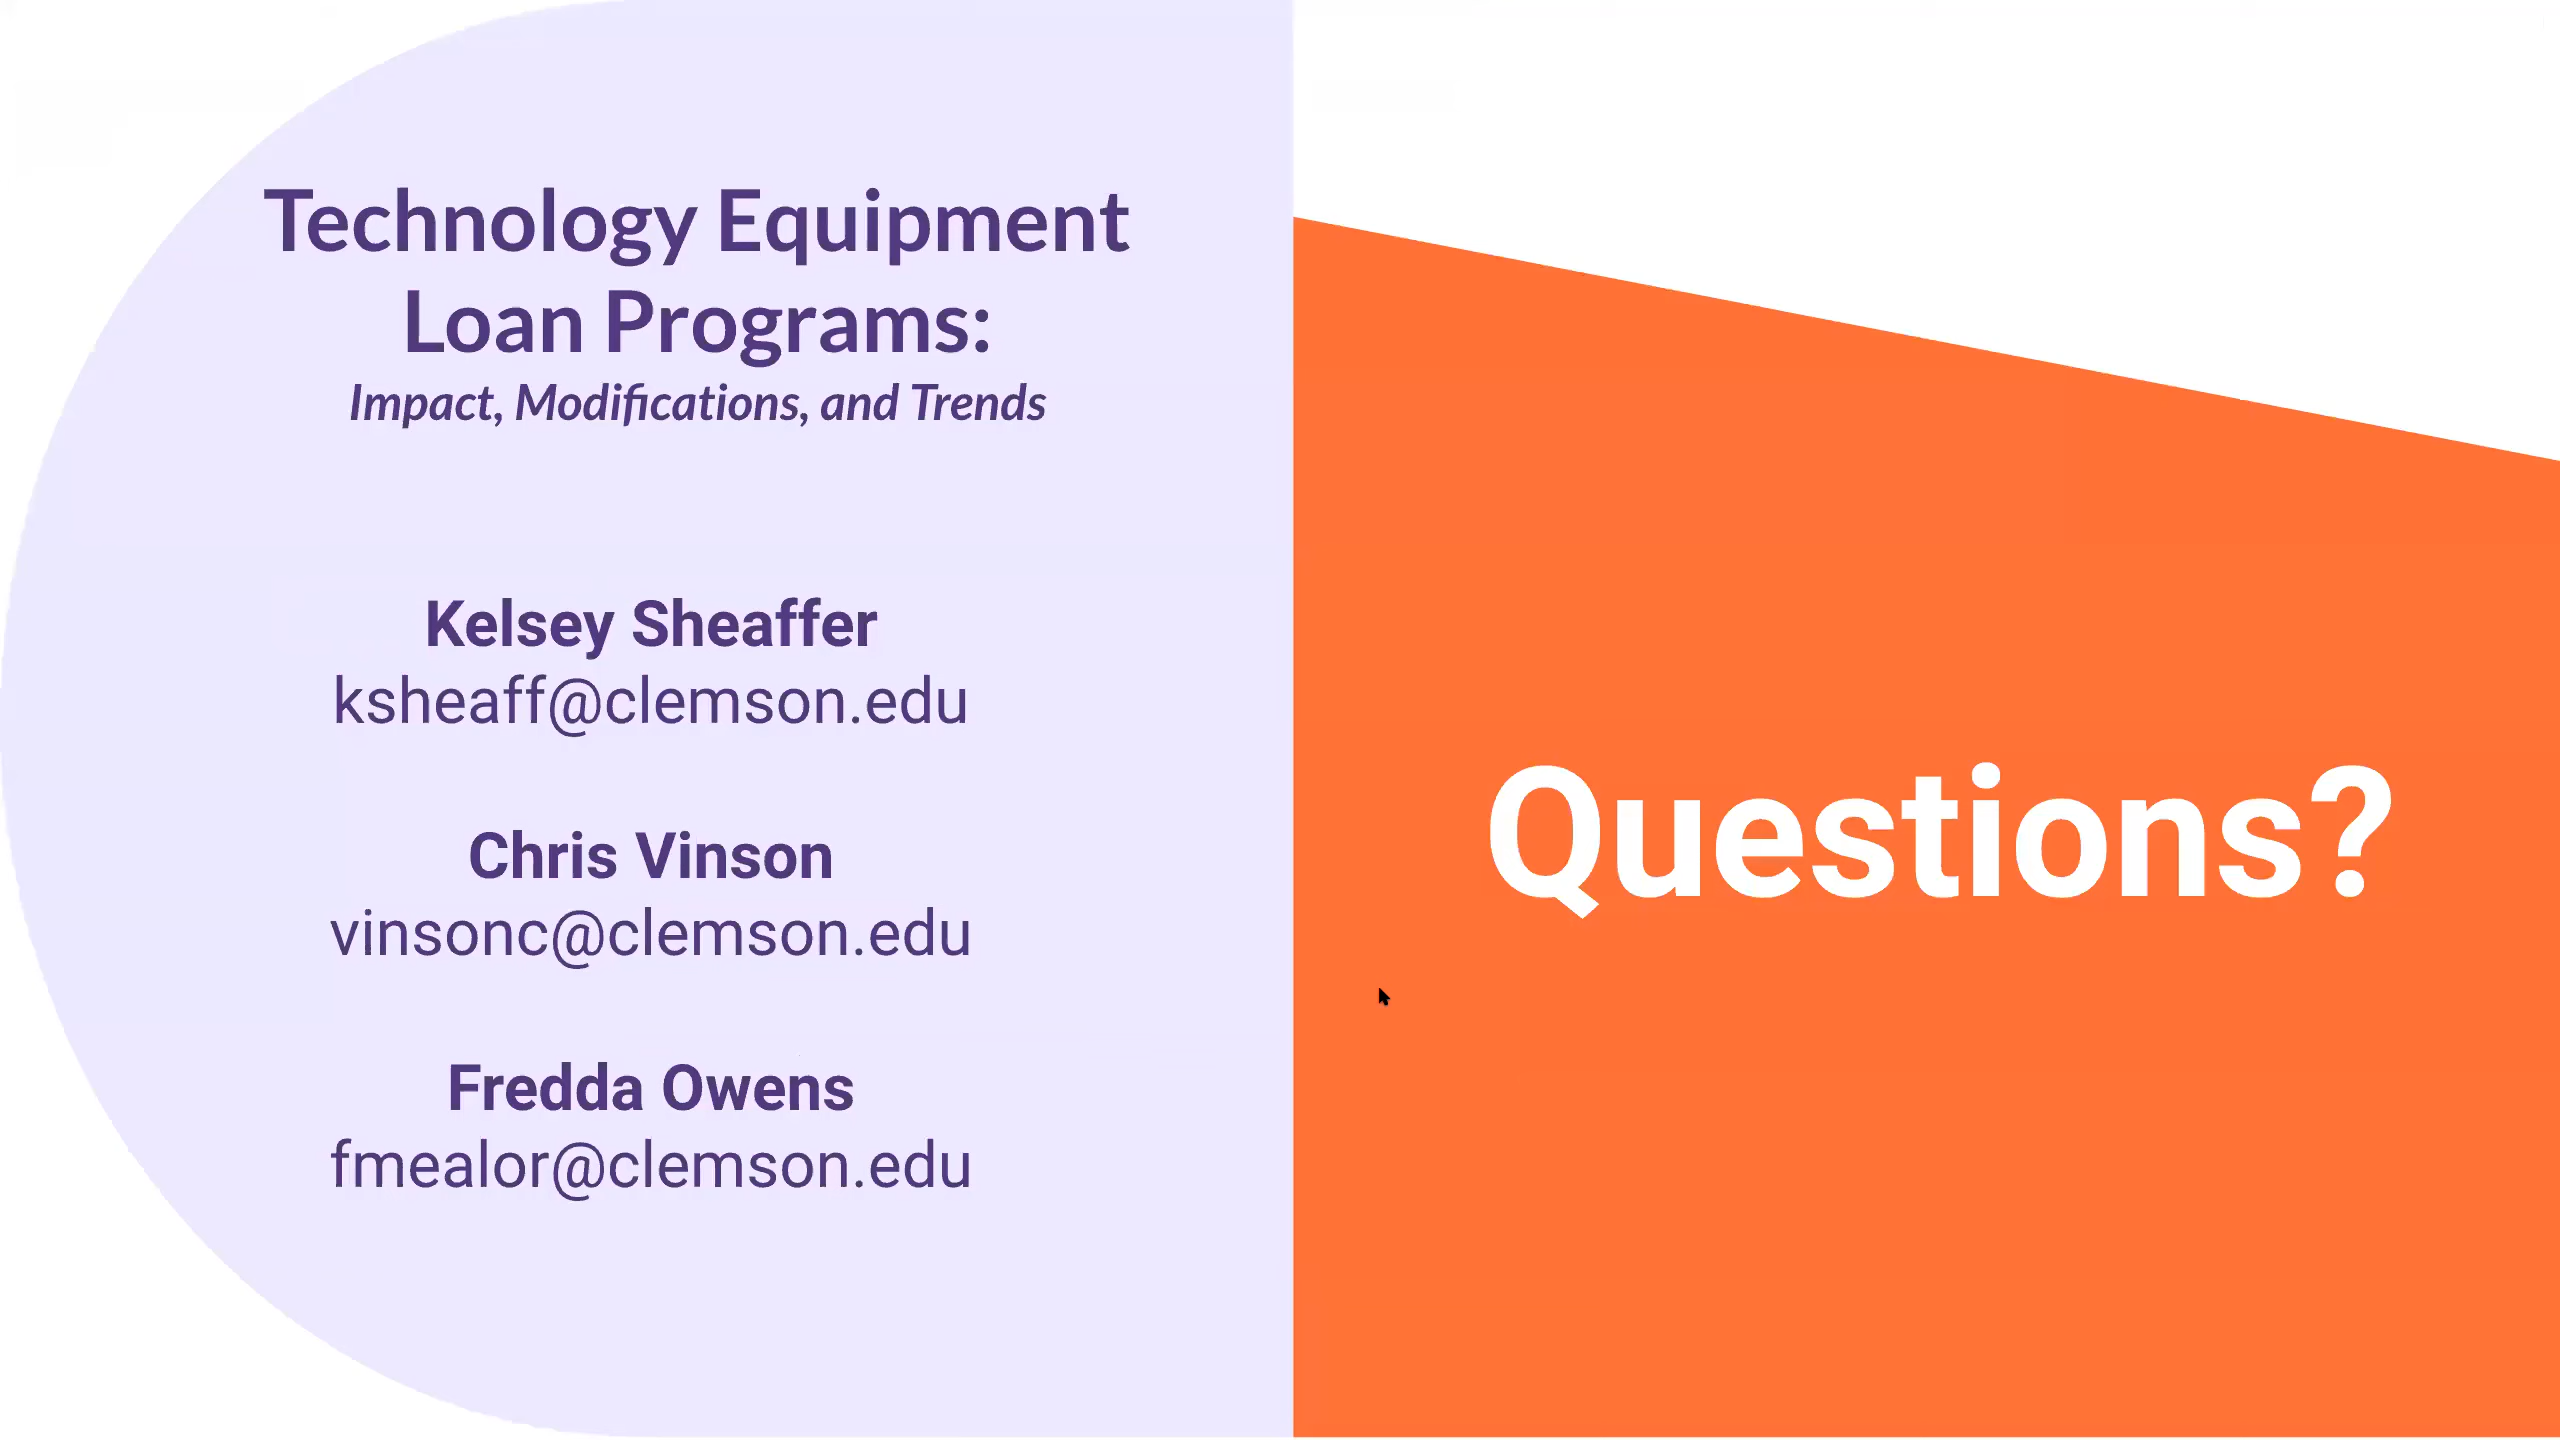 Technology Equipment
Loan Programs:
Impact, Modifications, and Trends
Kelsey Sheaffer
ksheaff@clemson.edu
Chris Vinson
vinsonc@clemson.edu
Fredda Owens
fmealor@clemson.edu
Questions?